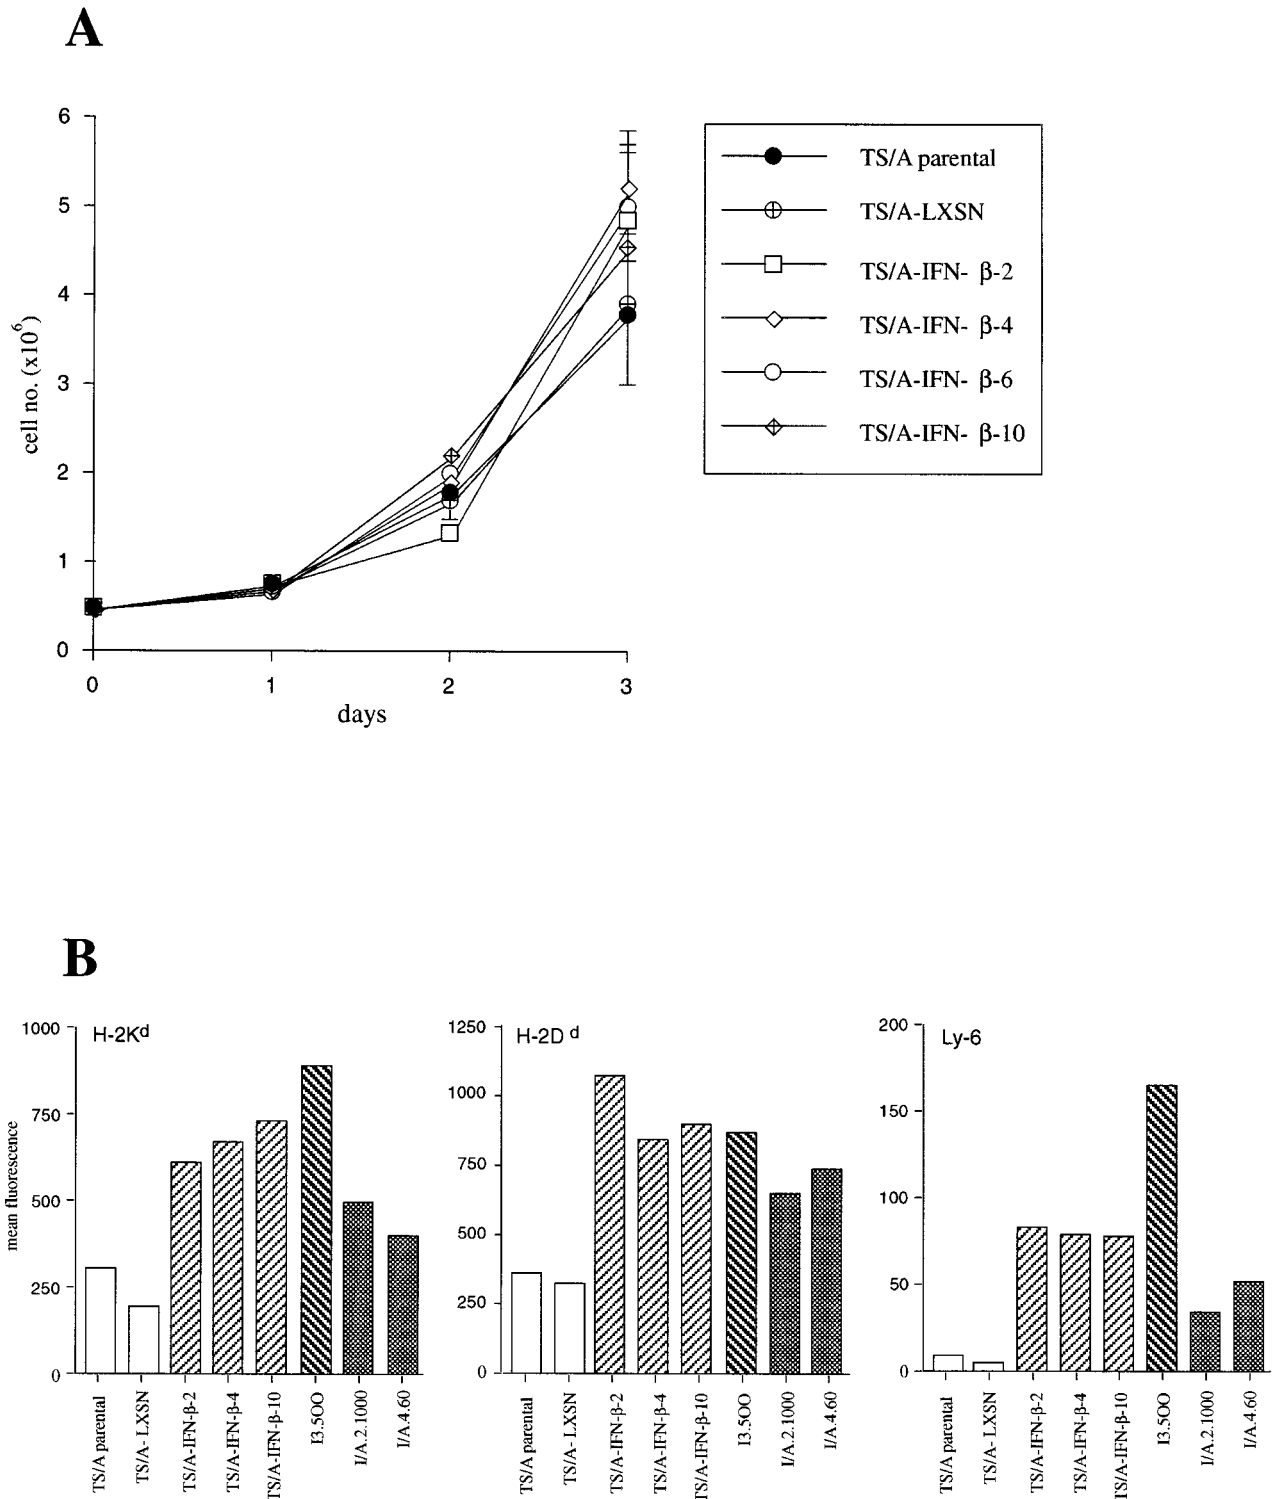 A
6
5
4
3
2
1
0
cell no. (x10⁶)
0 1 2 3
days
TS/A parental
TS/A-LXSN
TS/A-IFN- β-2
TS/A-IFN- β-4
TS/A-IFN- β-6
TS/A-IFN- β-10
B
mean fluorescence
H-2Kᵈ
1000
750
500
250
0
TS/A parental
TS/A- LXSN
TS/A-IFN-β-2
TS/A-IFN-β-4
TS/A-IFN-β-10
I3.5OO
I/A.2.1000
I/A.4.60
H-2D ᵈ
1250
1000
750
500
250
0
TS/A parental
TS/A- LXSN
TS/A-IFN-β-2
TS/A-IFN-β-4
TS/A-IFN-β-10
I3.5OO
I/A.2.1000
I/A.4.60
Ly-6
200
150
100
50
0
TS/A parental
TS/A- LXSN
TS/A-IFN-β-2
TS/A-IFN-β-4
TS/A-IFN-β-10
I3.5OO
I/A.2.1000
I/A.4.60